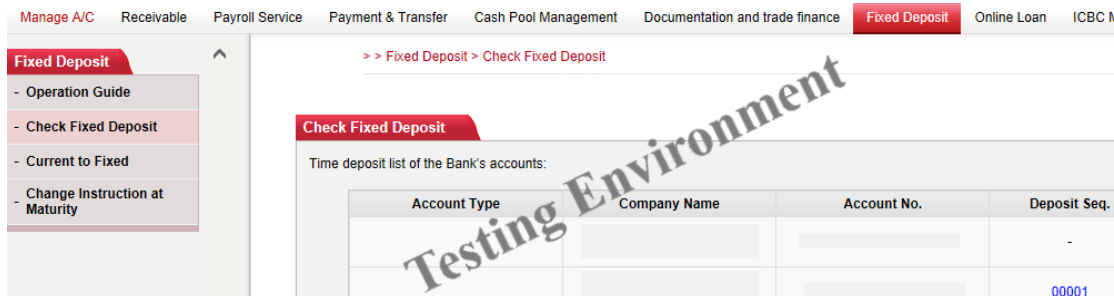 Manage A/C Receivable Payroll Service Payment & Transfer Cash Pool Management Documentation and trade finance Fixed Deposit Online Loan ICBC
Fixed Deposit
- Operation Guide
- Check Fixed Deposit
- Current to Fixed
- Change Instruction at
Maturity
> > Fixed Deposit > Check Fixed Deposit
Check Fixed Deposit
Time deposit list of the Bank's accounts:
Account Type Company Name Account No. Deposit Seq.
-
00001
Testing Environment